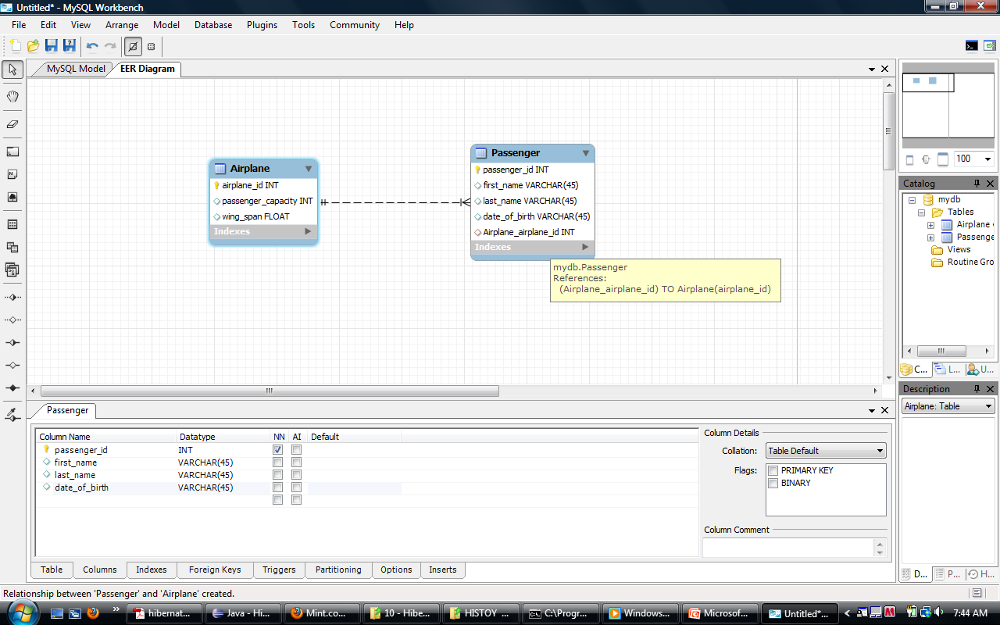 Untitled* - MySQL Workbench
File Edit View Arrange Model Database Plugins Tools Community Help
MySQL Model EER Diagram
Airplane
airplane_id INT
passenger_capacity INT
wing_span FLOAT
Indexes
Passenger
passenger_id INT
first_name VARCHAR(45)
last_name VARCHAR(45)
date_of_birth VARCHAR(45)
Airplane_airplane_id INT
Indexes
mydb.Passenger
References:
(Airplane_airplane_id) TO Airplane(airplane_id)
100
Catalog
mydb
Tables
Airplane
Passenge
Views
Routine Gro
C... L... U...
Description
Airplane: Table
D... P... H...
Passenger
Column Name Datatype NN AI Default
passenger_id INT
first_name VARCHAR(45)
last_name VARCHAR(45)
date_of_birth VARCHAR(45)
Column Details
Collation: Table Default
Flags: PRIMARY KEY
BINARY
Column Comment
Table Columns Indexes Foreign Keys Triggers Partitioning Options Inserts
Relationship between 'Passenger' and 'Airplane' created.
hibernat... Java - Hi... Mint.co... 10 - Hibe... HISTOY ... C:\Progr... Windows... Microsof... Untitled*... 7:44 AM